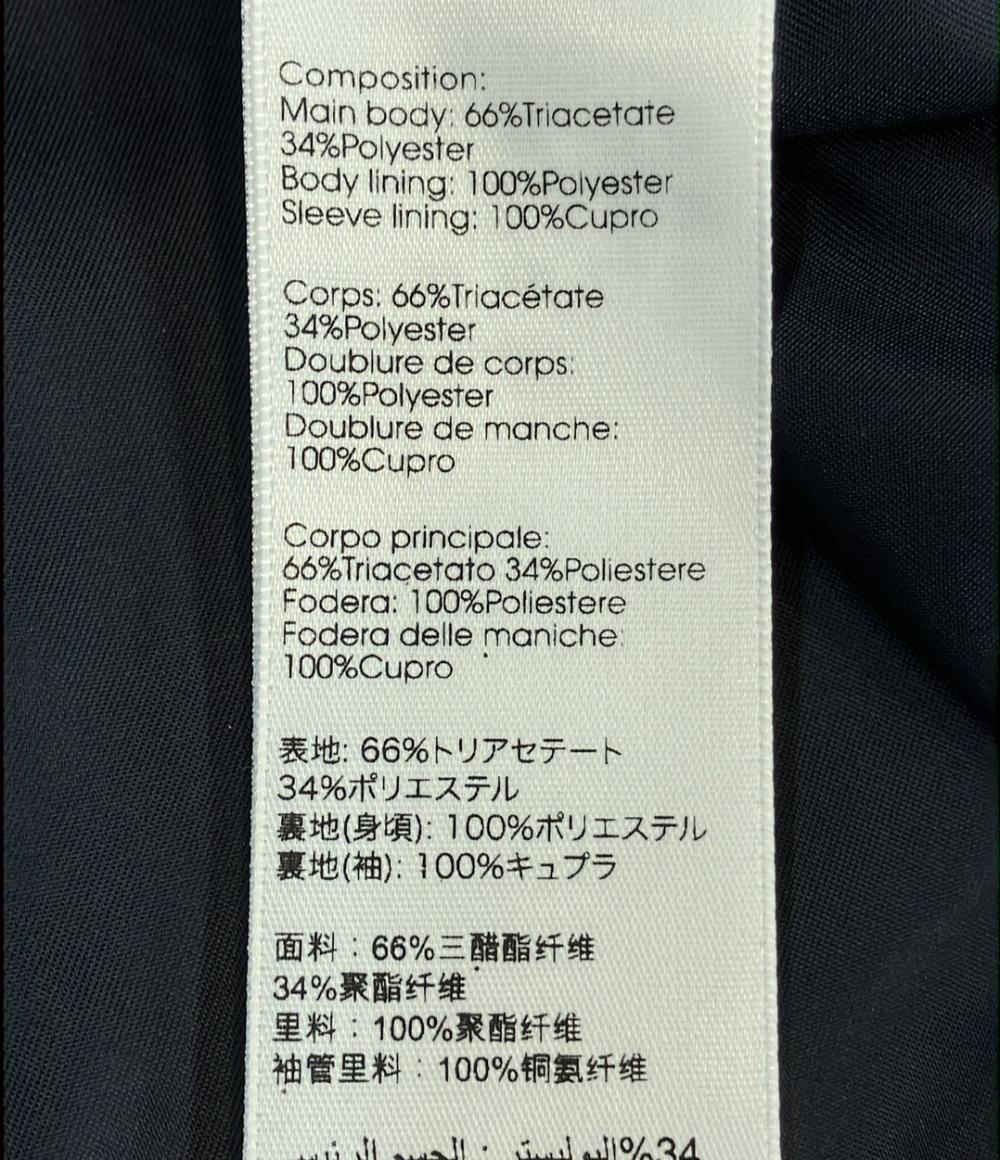 Composition:
Main body: 66%Triacetate
34%Polyester
Body lining: 100%Polyester
Sleeve lining: 100%Cupro
Corps: 66%Triacétate
34%Polyester
Doublure de corps:
100%Polyester
Doublure de manche:
100%Cupro
Corpo principale:
66%Triacetato 34%Poliestere
Fodera: 100%Poliestere
Fodera delle maniche:
100%Cupro
表地: 66%トリアセテート
34%ポリエステル
裏地(身頃): 100%ポリエステル
裏地(袖): 100%キュプラ
面料：66%三醋酯纤维
34%聚酯纤维
里料：100%聚酯纤维
袖管里料：100%铜氨纤维
34%